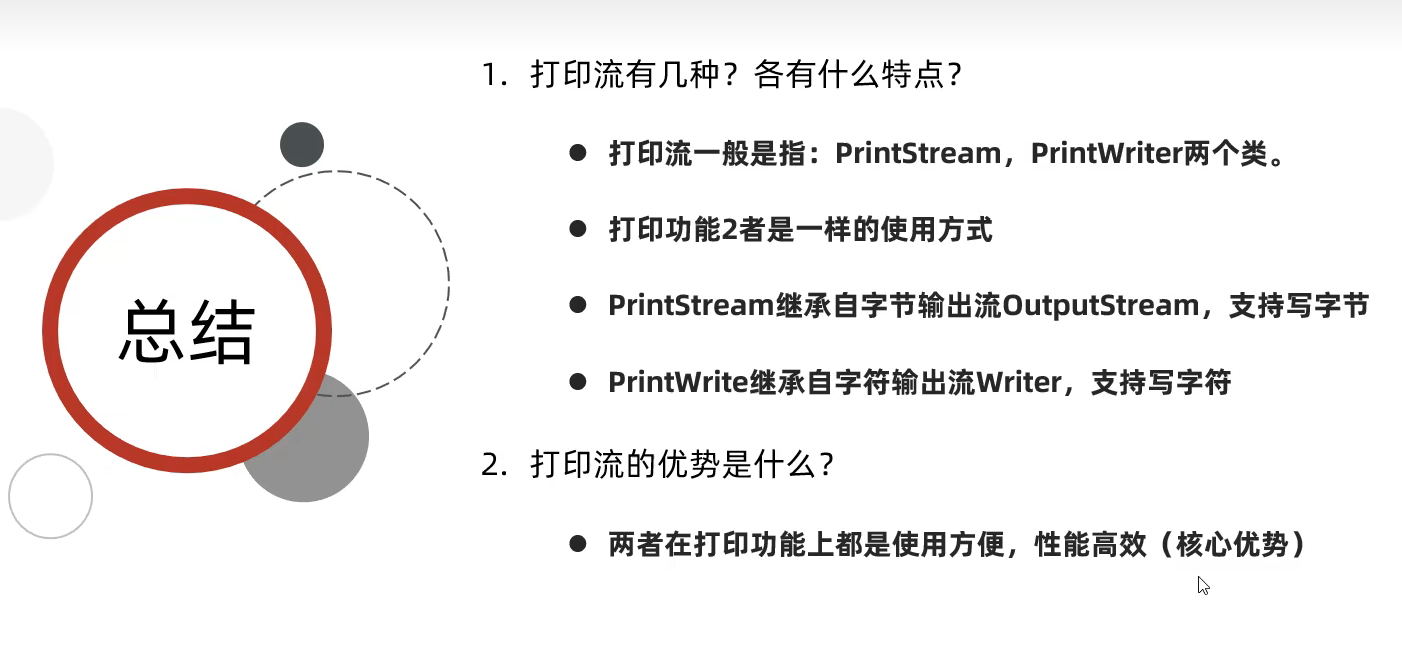 总结
1. 打印流有几种？各有什么特点？
● 打印流一般是指：PrintStream，PrintWriter两个类。
● 打印功能2者是一样的使用方式
● PrintStream继承自字节输出流OutputStream，支持写字节
● PrintWrite继承自字符输出流Writer，支持写字符
2. 打印流的优势是什么？
● 两者在打印功能上都是使用方便，性能高效（核心优势）